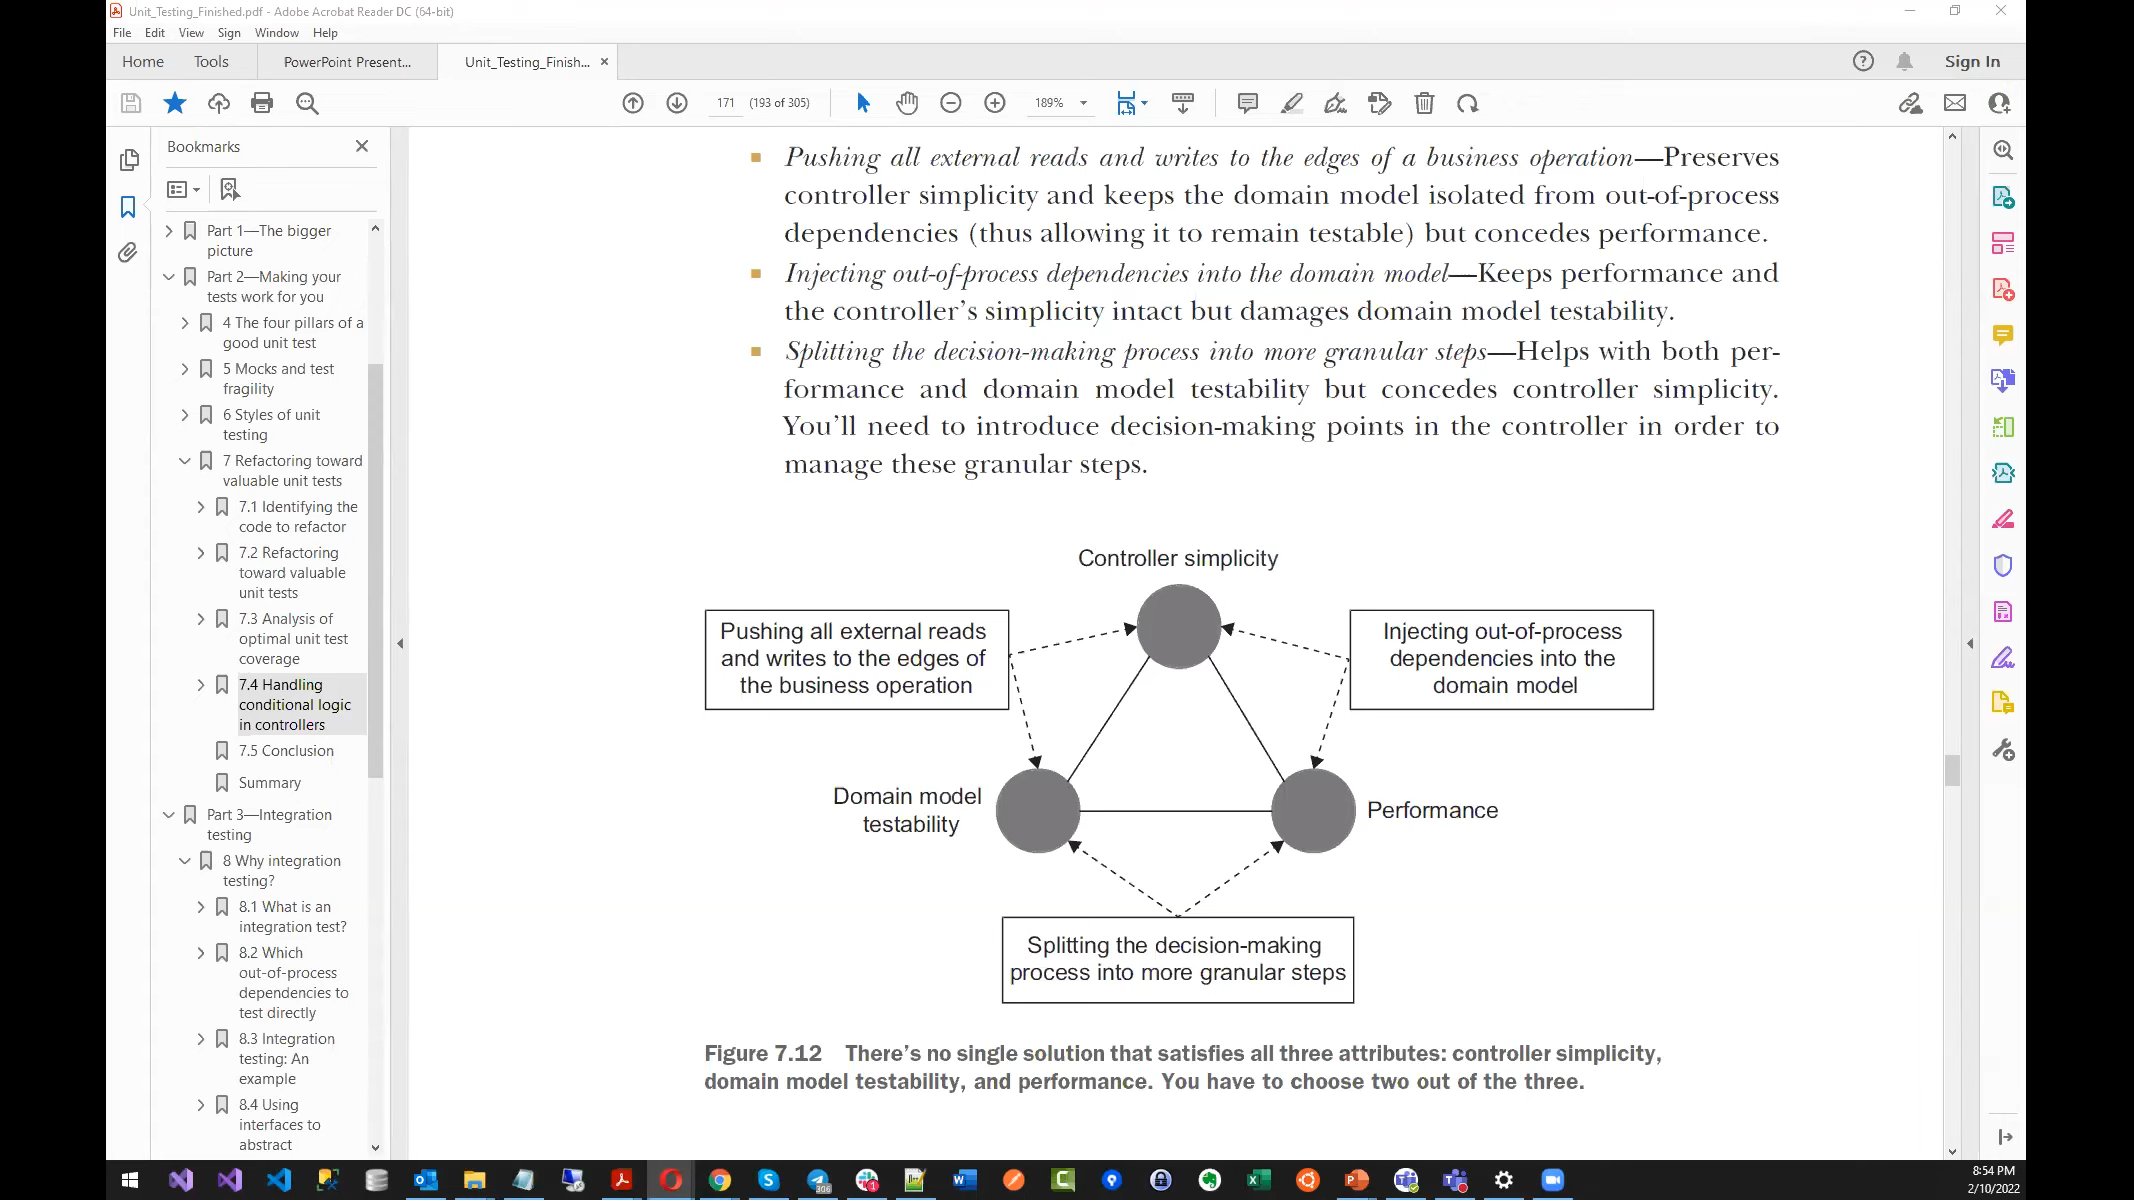 Unit_Testing_Finished.pdf - Adobe Acrobat Reader DC (64-bit)
File Edit View Sign Window Help
Home Tools PowerPoint Present... Unit_Testing_Finish... × Sign In
171 (193 of 305) 189%
Bookmarks
Part 1—The bigger
picture
Part 2—Making your
tests work for you
4 The four pillars of a
good unit test
5 Mocks and test
fragility
6 Styles of unit
testing
7 Refactoring toward
valuable unit tests
7.1 Identifying the
code to refactor
7.2 Refactoring
toward valuable
unit tests
7.3 Analysis of
optimal unit test
coverage
7.4 Handling
conditional logic
in controllers
7.5 Conclusion
Summary
Part 3—Integration
testing
8 Why integration
testing?
8.1 What is an
integration test?
8.2 Which
out-of-process
dependencies to
test directly
8.3 Integration
testing: An
example
8.4 Using
interfaces to
abstract
Pushing all external reads and writes to the edges of a business operation—Preserves
controller simplicity and keeps the domain model isolated from out-of-process
dependencies (thus allowing it to remain testable) but concedes performance.
Injecting out-of-process dependencies into the domain model—Keeps performance and
the controller's simplicity intact but damages domain model testability.
Splitting the decision-making process into more granular steps—Helps with both per-
formance and domain model testability but concedes controller simplicity.
You'll need to introduce decision-making points in the controller in order to
manage these granular steps.
Controller simplicity
Pushing all external reads
and writes to the edges of
the business operation
Injecting out-of-process
dependencies into the
domain model
Domain model
testability
Performance
Splitting the decision-making
process into more granular steps
Figure 7.12 There's no single solution that satisfies all three attributes: controller simplicity,
domain model testability, and performance. You have to choose two out of the three.
306
8:54 PM
2/10/2022